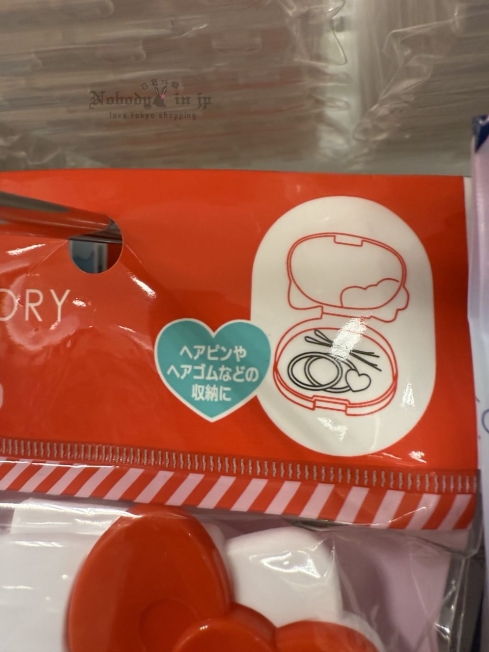 Nobody in jp
love.tokyo shopping
ORY
ヘアピンや
ヘアゴムなどの
収納に